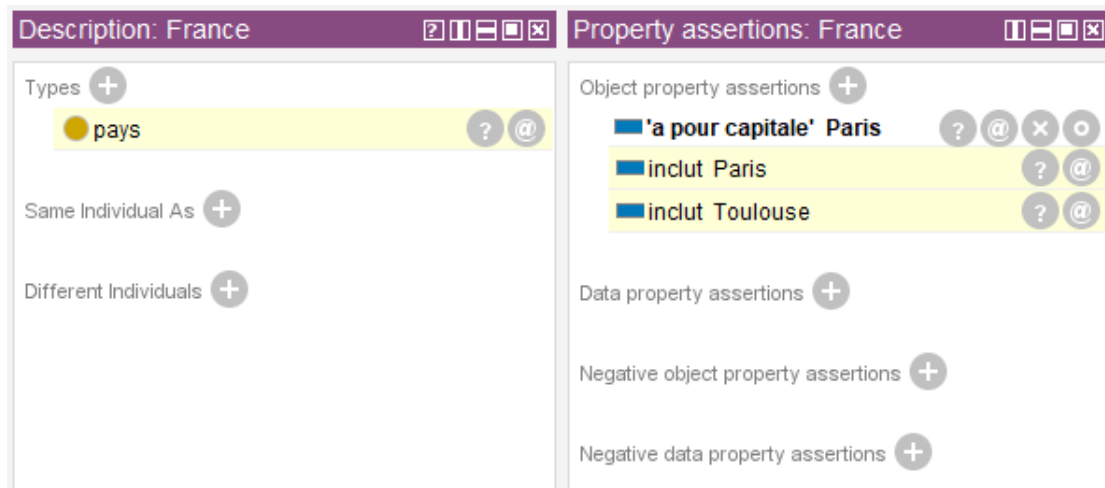 Description: France
Types
pays
Same Individual As
Different Individuals
Property assertions: France
Object property assertions
'a pour capitale' Paris
inclut Paris
inclut Toulouse
Data property assertions
Negative object property assertions
Negative data property assertions